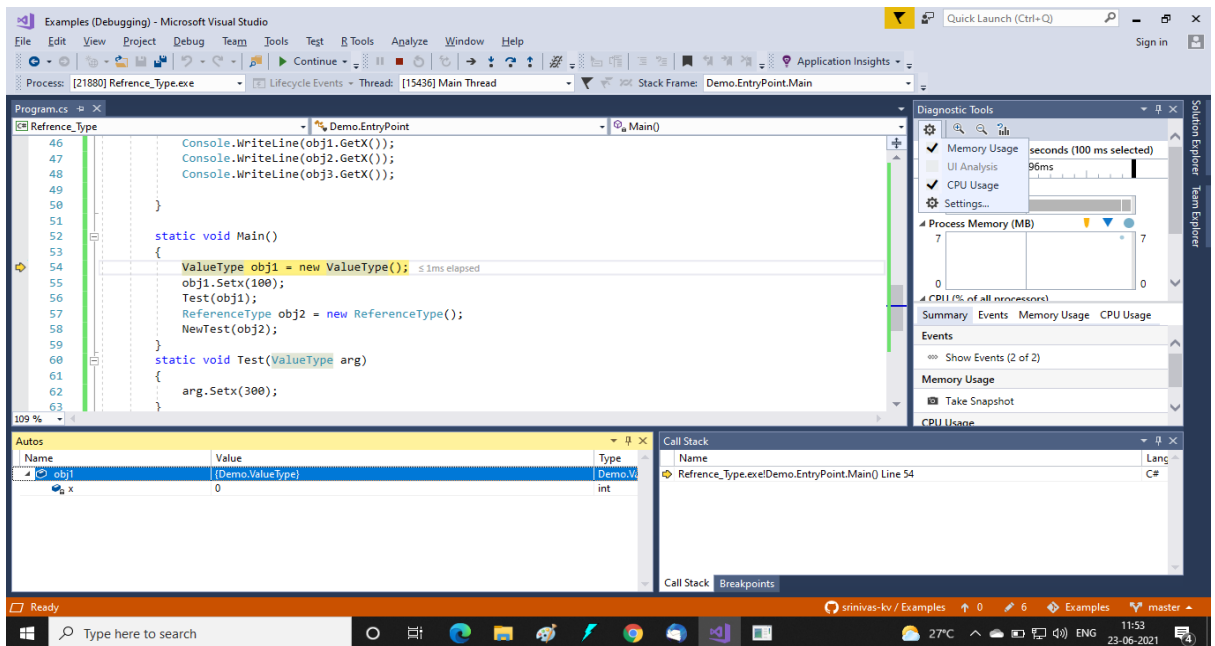 Examples (Debugging) - Microsoft Visual Studio
Quick Launch (Ctrl+Q)
File Edit View Project Debug Team Tools Test R Tools Analyze Window Help
Sign in
Continue
Application Insights
Process: [21880] Refrence_Type.exe Lifecycle Events Thread: [15436] Main Thread Stack Frame: Demo.EntryPoint.Main
Program.cs
Refrence_Type Demo.EntryPoint Main()
46 Console.WriteLine(obj1.GetX());
47 Console.WriteLine(obj2.GetX());
48 Console.WriteLine(obj3.GetX());
49
50 }
51
52 static void Main()
53 {
54 ValueType obj1 = new ValueType(); ≤ 1ms elapsed
55 obj1.Setx(100);
56 Test(obj1);
57 ReferenceType obj2 = new ReferenceType();
58 NewTest(obj2);
59 }
60 static void Test(ValueType arg)
61 {
62 arg.Setx(300);
63 }
109 %
Diagnostic Tools
Memory Usage
seconds (100 ms selected)
UI Analysis
96ms
CPU Usage
Settings...
Process Memory (MB)
7 7
0 0
CPU (% of all processors)
Summary Events Memory Usage CPU Usage
Events
Show Events (2 of 2)
Memory Usage
Take Snapshot
CPU Usage
Solution Explorer
Team Explorer
Autos
Name Value Type
obj1 {Demo.ValueType} Demo.Va
x 0 int
Call Stack
Name Lang
Refrence_Type.exe!Demo.EntryPoint.Main() Line 54 C#
Call Stack Breakpoints
Ready
srinivas-kv / Examples 0 6 Examples master
Type here to search
27°C ENG
11:53
23-06-2021
4